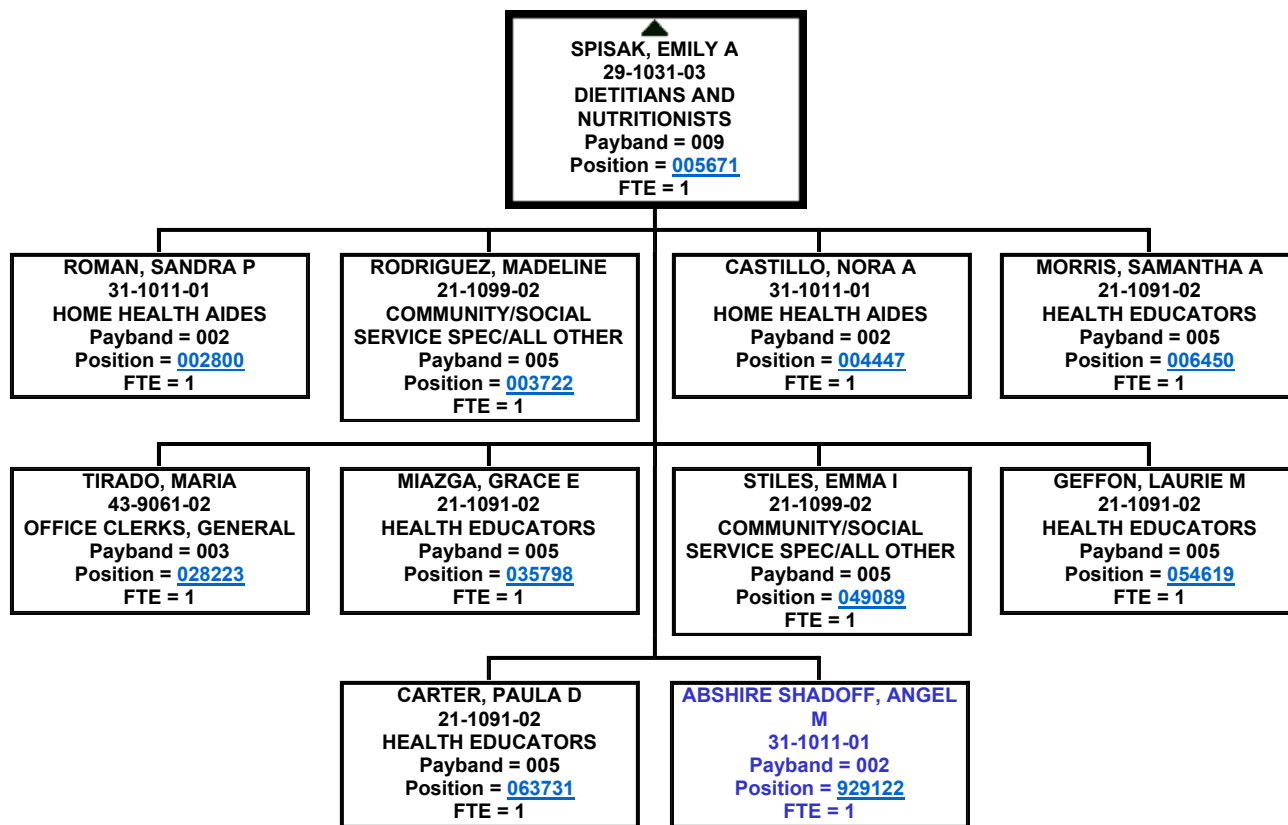 SPISAK, EMILY A
29-1031-03
DIETITIANS AND
NUTRITIONISTS
Payband = 009
Position = 005671
FTE = 1
ROMAN, SANDRA P
31-1011-01
HOME HEALTH AIDES
Payband = 002
Position = 002800
FTE = 1
RODRIGUEZ, MADELINE
21-1099-02
COMMUNITY/SOCIAL
SERVICE SPEC/ALL OTHER
Payband = 005
Position = 003722
FTE = 1
CASTILLO, NORA A
31-1011-01
HOME HEALTH AIDES
Payband = 002
Position = 004447
FTE = 1
MORRIS, SAMANTHA A
21-1091-02
HEALTH EDUCATORS
Payband = 005
Position = 006450
FTE = 1
TIRADO, MARIA
43-9061-02
OFFICE CLERKS, GENERAL
Payband = 003
Position = 028223
FTE = 1
MIAZGA, GRACE E
21-1091-02
HEALTH EDUCATORS
Payband = 005
Position = 035798
FTE = 1
STILES, EMMA I
21-1099-02
COMMUNITY/SOCIAL
SERVICE SPEC/ALL OTHER
Payband = 005
Position = 049089
FTE = 1
GEFFON, LAURIE M
21-1091-02
HEALTH EDUCATORS
Payband = 005
Position = 054619
FTE = 1
CARTER, PAULA D
21-1091-02
HEALTH EDUCATORS
Payband = 005
Position = 063731
FTE = 1
ABSHIRE SHADOFF, ANGEL
M
31-1011-01
Payband = 002
Position = 929122
FTE = 1